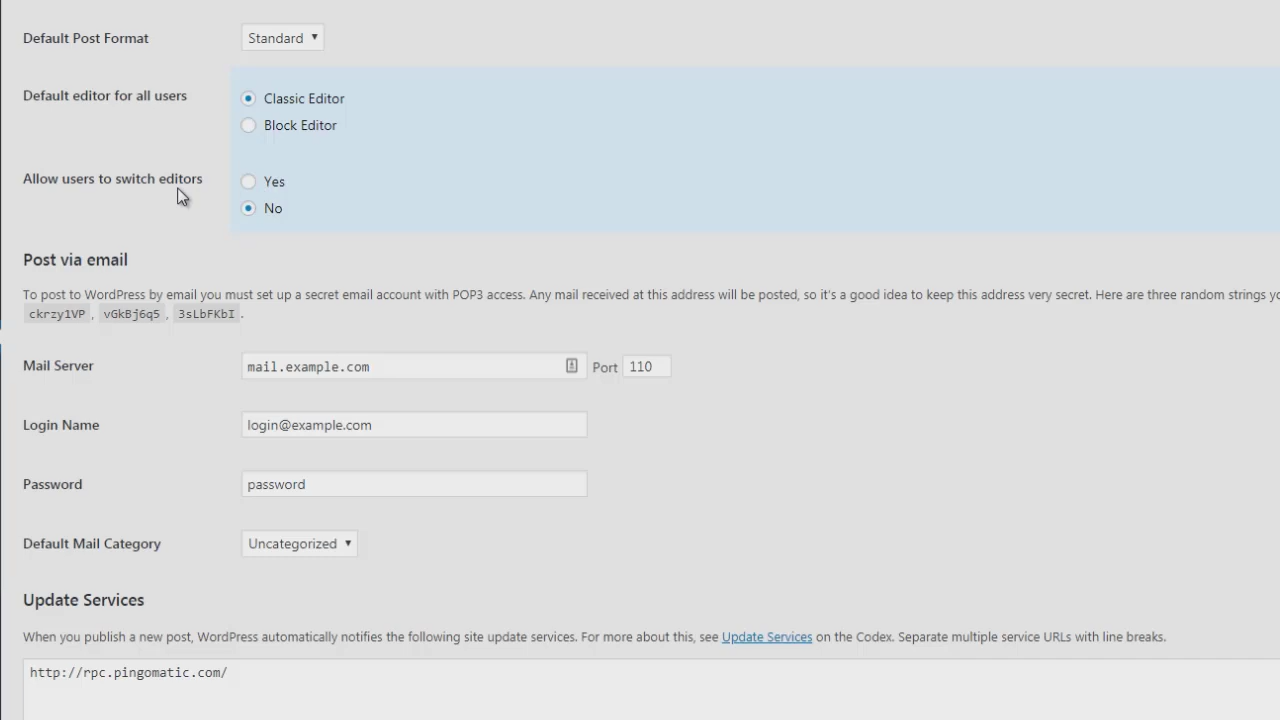 Default Post Format
Standard
Default editor for all users
Classic Editor
Block Editor
Allow users to switch editors
Yes
No
Post via email
To post to WordPress by email you must set up a secret email account with POP3 access. Any mail received at this address will be posted, so it's a good idea to keep this address very secret. Here are three random strings yo
ckrzy1VP , vGkBj6q5 , 3sLbFKbI .
Mail Server
mail.example.com
Port 110
Login Name
login@example.com
Password
password
Default Mail Category
Uncategorized
Update Services
When you publish a new post, WordPress automatically notifies the following site update services. For more about this, see Update Services on the Codex. Separate multiple service URLs with line breaks.
http://rpc.pingomatic.com/